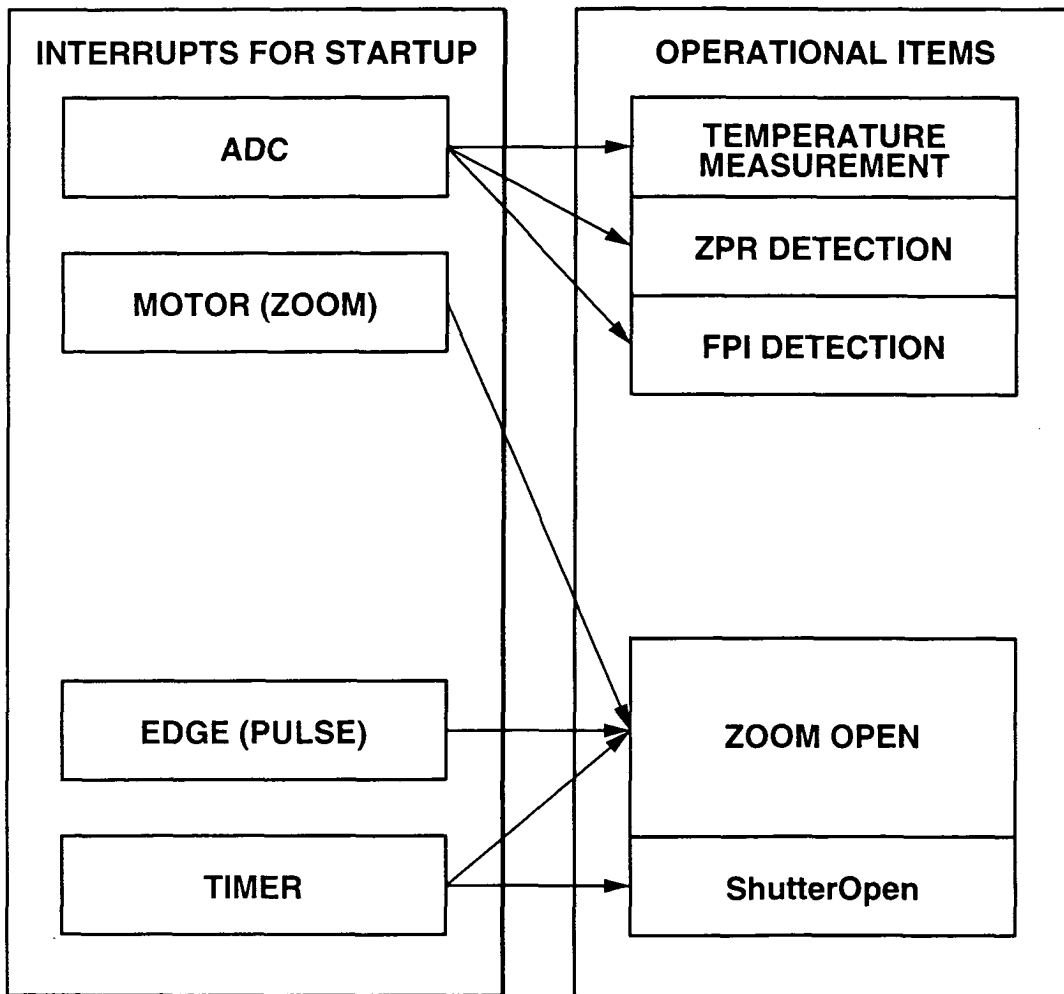 INTERRUPTS FOR STARTUP
ADC
MOTOR (ZOOM)
EDGE (PULSE)
TIMER
OPERATIONAL ITEMS
TEMPERATURE
MEASUREMENT
ZPR DETECTION
FPI DETECTION
ZOOM OPEN
ShutterOpen